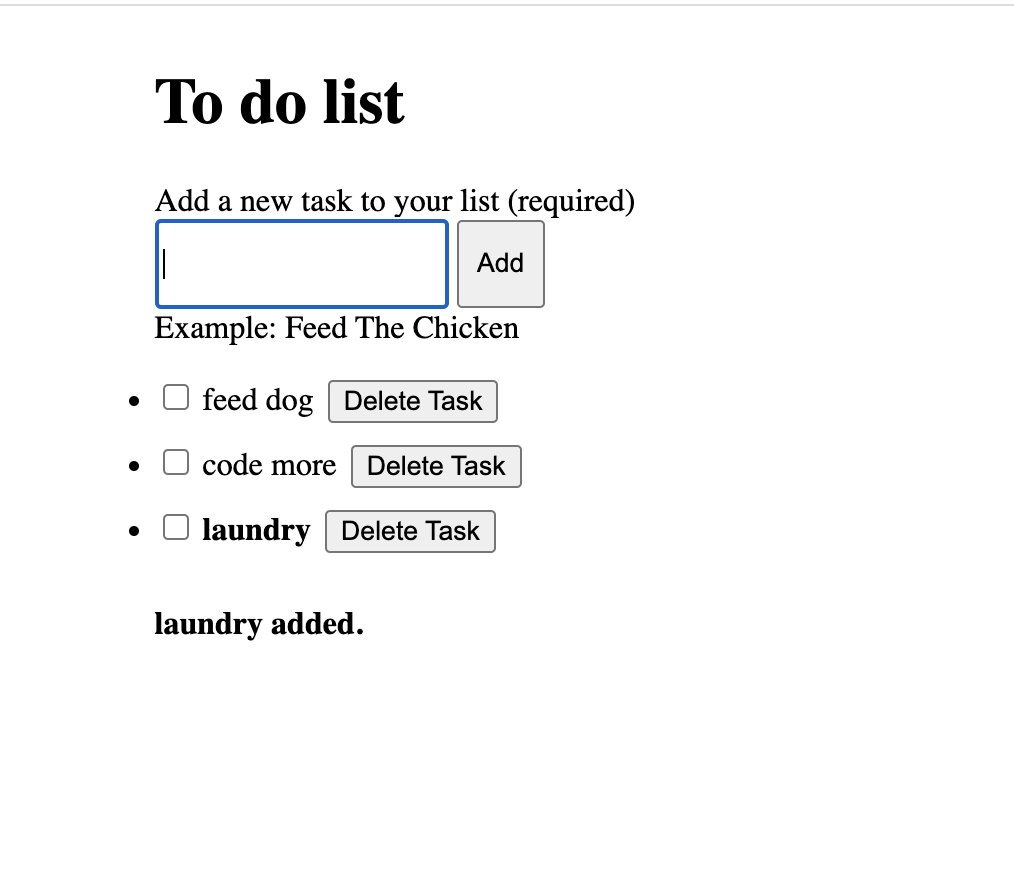 To do list
Add a new task to your list (required)
Add
Example: Feed The Chicken
feed dog Delete Task
code more Delete Task
laundry Delete Task
laundry added.